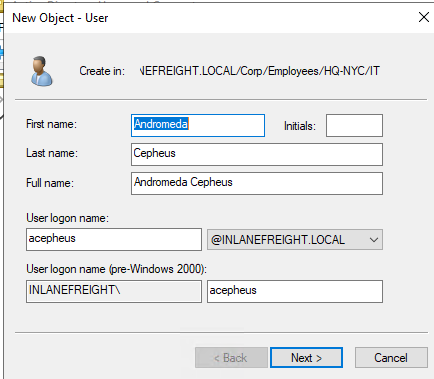 New Object - User
Create in: NEFREIGHT.LOCAL/Corp/Employees/HQ-NYC/IT
First name: Andromeda Initials:
Last name: Cepheus
Full name: Andromeda Cepheus
User logon name:
acepheus @INLANEFREIGHT.LOCAL
User logon name (pre-Windows 2000):
INLANEFREIGHT\ acepheus
< Back Next > Cancel